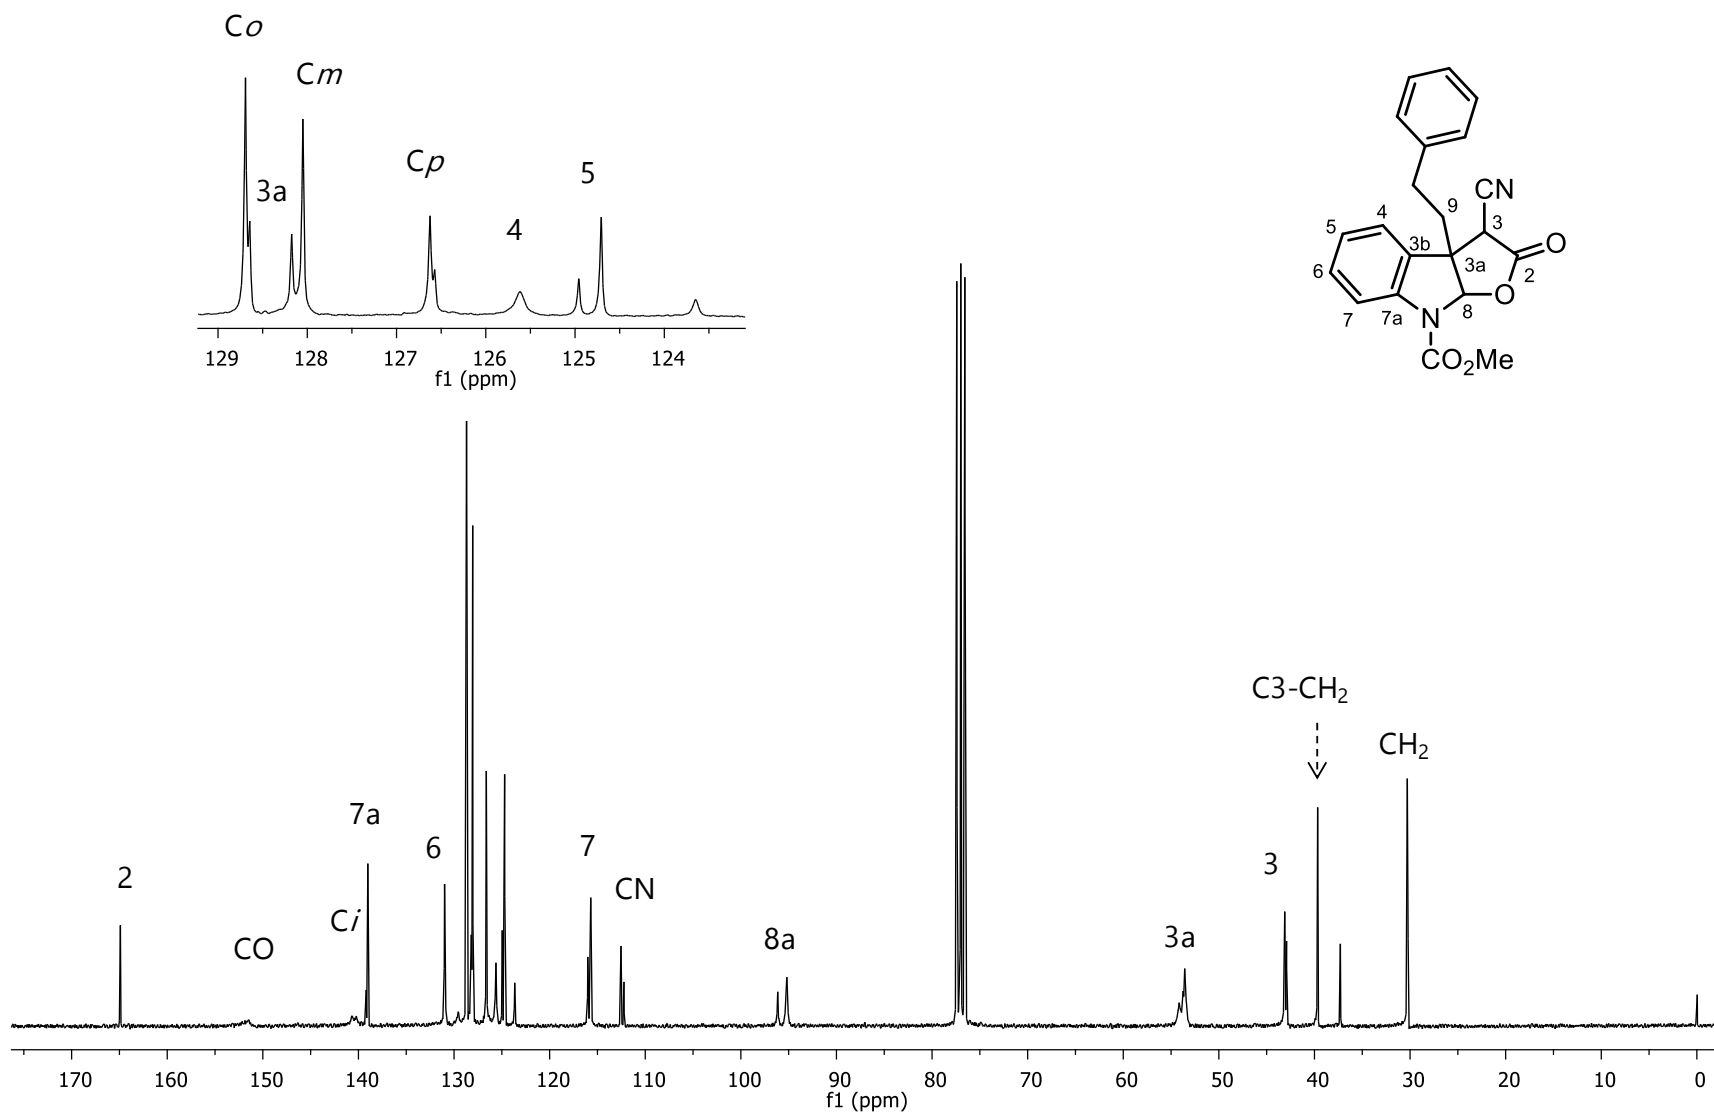 Co
Cm
3a
Cp
4
5
129 128 127 126 125 124
f1 (ppm)
CN
9
4
3
5
3b
O
3a
2
6
O
7
7a
N
8
CO₂Me
C3-CH₂
CH₂
7a
6
7
3
2
CN
Ci
CO
8a
3a
170 160 150 140 130 120 110 100 90 80 70 60 50 40 30 20 10 0
f1 (ppm)